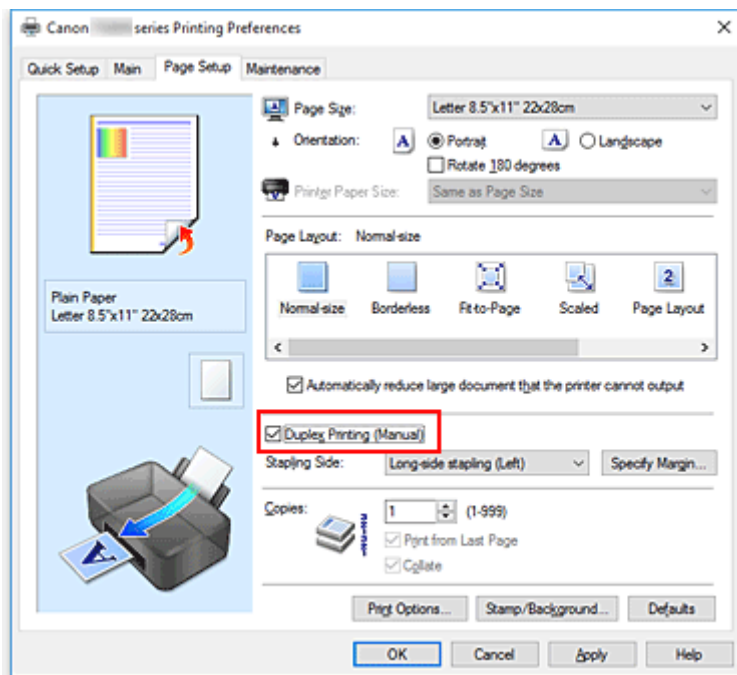 Canon series Printing Preferences
Quick Setup Main Page Setup Maintenance
Page Size: Letter 8.5"x11" 22x28cm
Orientation: A Portrait A Landscape
Rotate 180 degrees
Printer Paper Size: Same as Page Size
Page Layout: Normal-size
2
Normal-size Borderless Fit-to-Page Scaled Page Layout
Plain Paper
Letter 8.5"x11" 22x28cm
Automatically reduce large document that the printer cannot output
Duplex Printing (Manual)
Stapling Side: Long-side stapling (Left) Specify Margin...
Copies: 1 (1-999)
Print from Last Page
Collate
A
Print Options... Stamp/Background... Defaults
OK Cancel Apply Help